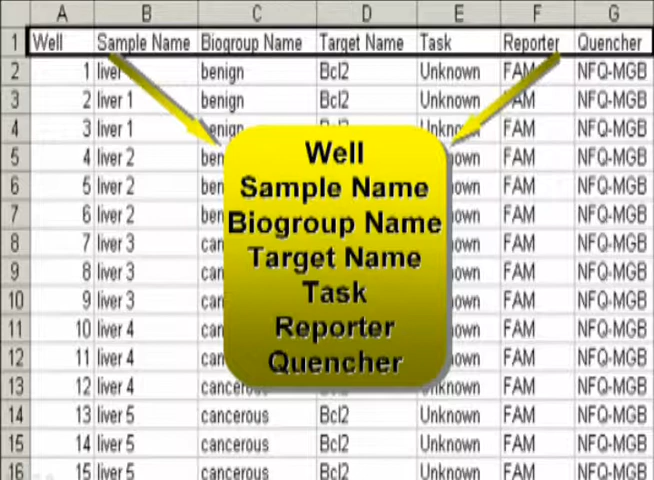 A B C D E F G
1 Well Sample Name Biogroup Name Target Name Task Reporter Quencher
2 1 liver benign Bcl2 Unknown FAM NFQ-MGB
3 2 liver 1 benign Bcl2 Unknown FAM NFQ-MGB
4 3 liver 1 FAM NFQ-MGB
5 4 liver 2 FAM NFQ-MGB
6 5 liver 2 FAM NFQ-MGB
7 6 liver 2 FAM NFQ-MGB
8 7 liver 3 FAM NFQ-MGB
9 8 liver 3 FAM NFQ-MGB
10 9 liver 3 FAM NFQ-MGB
11 10 liver 4 FAM NFQ-MGB
12 11 liver 4 FAM NFQ-MGB
13 12 liver 4 cancerous FAM NFQ-MGB
14 13 liver 5 cancerous Bcl2 Unknown FAM NFQ-MGB
15 14 liver 5 cancerous Bcl2 Unknown FAM NFQ-MGB
16 15 liver 5 cancerous Bcl2 Unknown FAM NFQ-MGB
Well
Sample Name
Biogroup Name
Target Name
Task
Reporter
Quencher